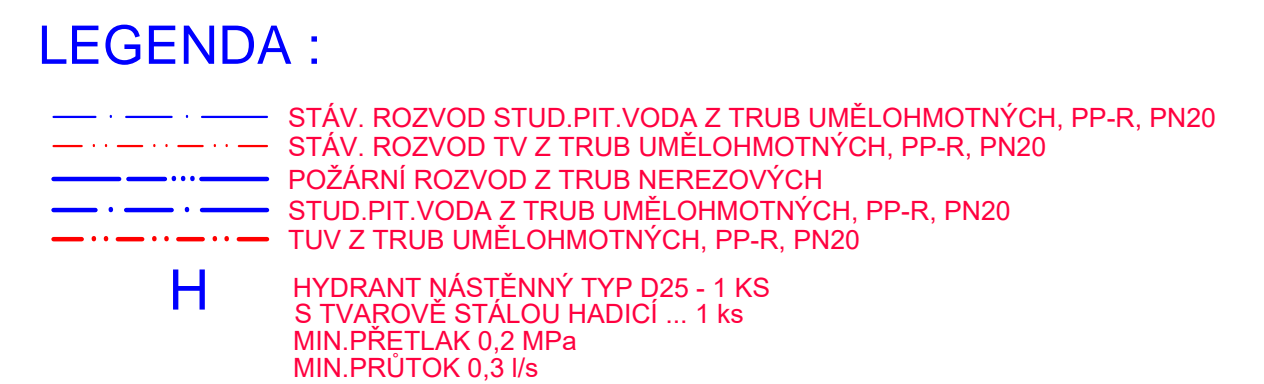 LEGENDA :
STÁV. ROZVOD STUD.PIT.VODA Z TRUB UMĚLOHMOTNÝCH, PP-R, PN20
STÁV. ROZVOD TV Z TRUB UMĚLOHMOTNÝCH, PP-R, PN20
POŽÁRNÍ ROZVOD Z TRUB NEREZOVÝCH
STUD.PIT.VODA Z TRUB UMĚLOHMOTNÝCH, PP-R, PN20
TUV Z TRUB UMĚLOHMOTNÝCH, PP-R, PN20
H HYDRANT NÁSTĚNNÝ TYP D25 - 1 KS
S TVAROVĚ STÁLOU HADICÍ ... 1 ks
MIN.PŘETLAK 0,2 MPa
MIN.PRŮTOK 0,3 l/s